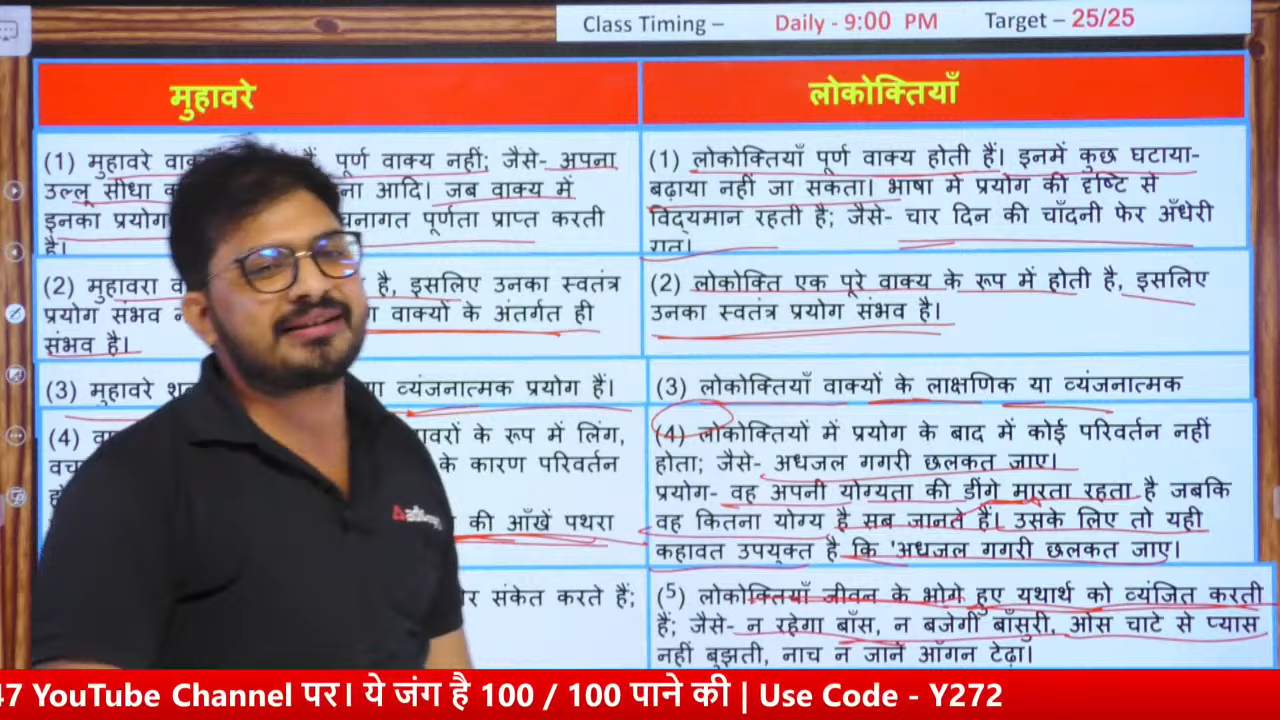 Class Timing – Daily - 9:00 PM Target – 25/25
मुहावरे
लोकोक्तियाँ
(1) मुहावरे पूर्ण वाक्य नहीं; जैसे- अपना
उल्लू सीधा आदि। जब वाक्य में
इनका प्रयोग पूर्णता प्राप्त करती
है।
(1) लोकोक्तियाँ पूर्ण वाक्य होती हैं। इनमें कुछ घटाया-
बढ़ाया नहीं जा सकता। भाषा में प्रयोग की दृष्टि से
विद्यमान रहती है; जैसे- चार दिन की चाँदनी फेर अँधेरी
(2) मुहावरा है, इसलिए उनका स्वतंत्र
प्रयोग संभव वाक्यों के अंतर्गत ही
संभव है।
(2) लोकोक्ति एक पूरे वाक्य के रूप में होती है, इसलिए
उनका स्वतंत्र प्रयोग संभव है।
(3) मुहावरे व्यंजनात्मक प्रयोग हैं।
(3) लोकोक्तियाँ वाक्यों के लाक्षणिक या व्यंजनात्मक
(4) के रूप में लिंग,
के कारण परिवर्तन
की आँखें पथरा
(4) लोकोक्तियों में प्रयोग के बाद में कोई परिवर्तन नहीं
होता; जैसे- अधजल गगरी छलकत जाए।
प्रयोग- वह अपनी योग्यता की डींगे मारता रहता है जबकि
वह कितना योग्य है सब जानते हैं। उसके लिए तो यही
कहावत उपयुक्त है कि 'अधजल गगरी छलकत जाए।
संकेत करते हैं;
(5) लोकोक्तियाँ जीवन के भोगे हुए यथार्थ को व्यंजित करती
हैं; जैसे- न रहेगा बाँस, न बजेगी बाँसुरी, ओस चाटे से प्यास
नहीं बुझती, नाच न जाने आँगन टेढ़ा।
47 YouTube Channel पर। ये जंग है 100 / 100 पाने की | Use Code - Y272